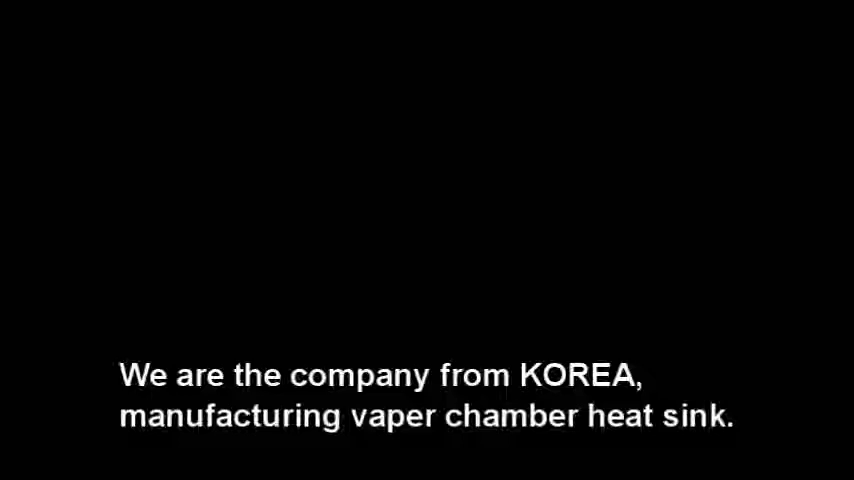 We are the company from KOREA,
manufacturing vaper chamber heat sink.